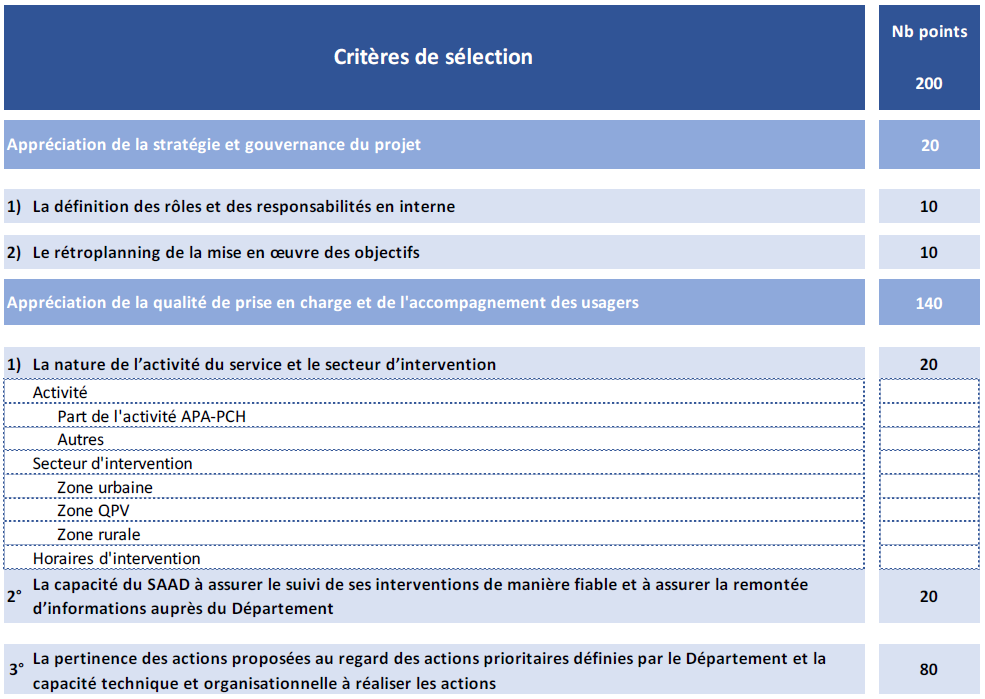 Critères de sélection
Nb points
200
Appréciation de la stratégie et gouvernance du projet
20
1) La définition des rôles et des responsabilités en interne
10
2) Le rétroplanning de la mise en œuvre des objectifs
10
Appréciation de la qualité de prise en charge et de l'accompagnement des usagers
140
1) La nature de l’activité du service et le secteur d’intervention
20
Activité
Part de l'activité APA-PCH
Autres
Secteur d'intervention
Zone urbaine
Zone QPV
Zone rurale
Horaires d'intervention
2° La capacité du SAAD à assurer le suivi de ses interventions de manière fiable et à assurer la remontée
d’informations auprès du Département
20
3° La pertinence des actions proposées au regard des actions prioritaires définies par le Département et la
capacité technique et organisationnelle à réaliser les actions
80